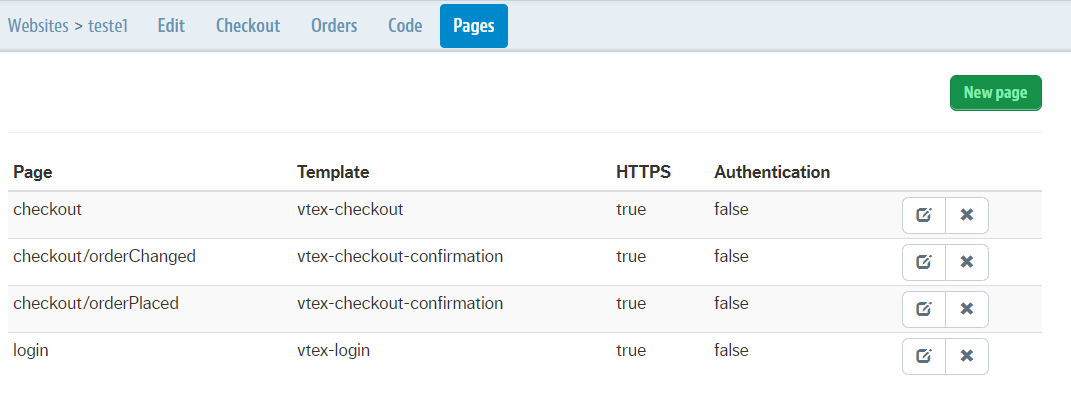 Websites > teste1 Edit Checkout Orders Code Pages
New page
Page Template HTTPS Authentication
checkout vtex-checkout true false
checkout/orderChanged vtex-checkout-confirmation true false
checkout/orderPlaced vtex-checkout-confirmation true false
login vtex-login true false